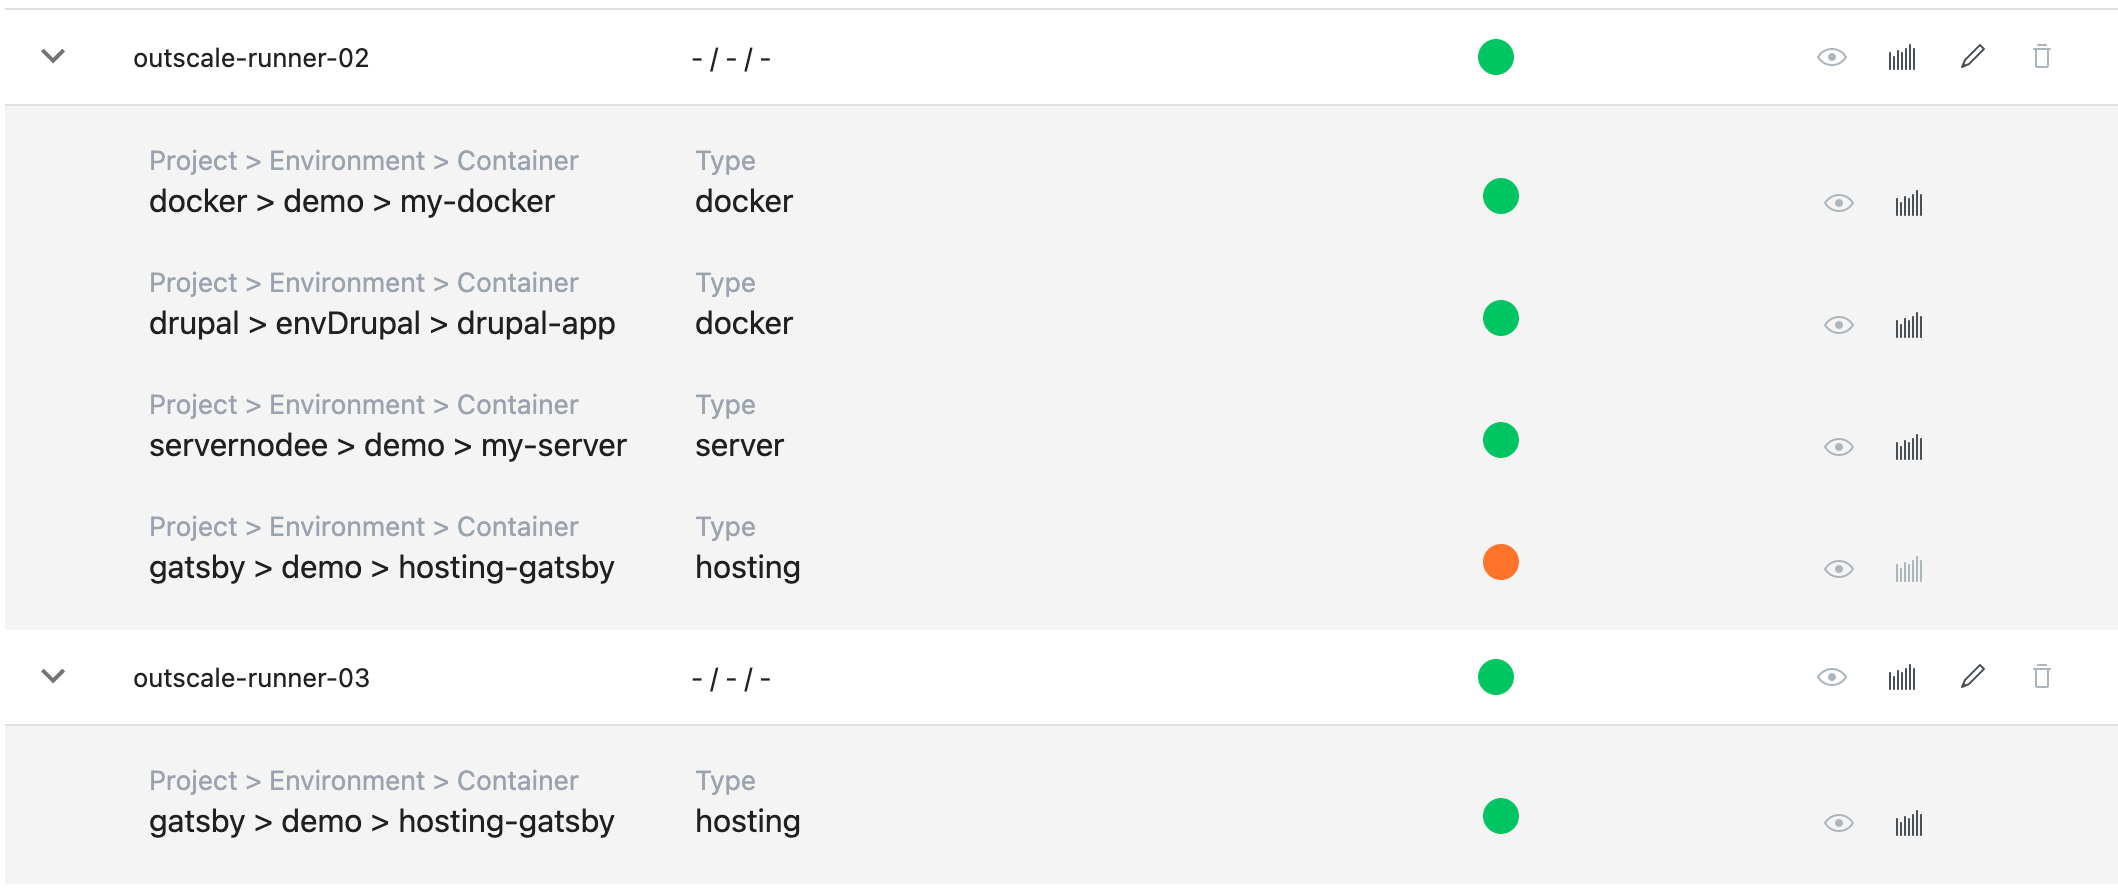 outscale-runner-02 - / - / -
Project > Environment > Container Type
docker > demo > my-docker docker
Project > Environment > Container Type
drupal > envDrupal > drupal-app docker
Project > Environment > Container Type
servernodee > demo > my-server server
Project > Environment > Container Type
gatsby > demo > hosting-gatsby hosting
outscale-runner-03 - / - / -
Project > Environment > Container Type
gatsby > demo > hosting-gatsby hosting